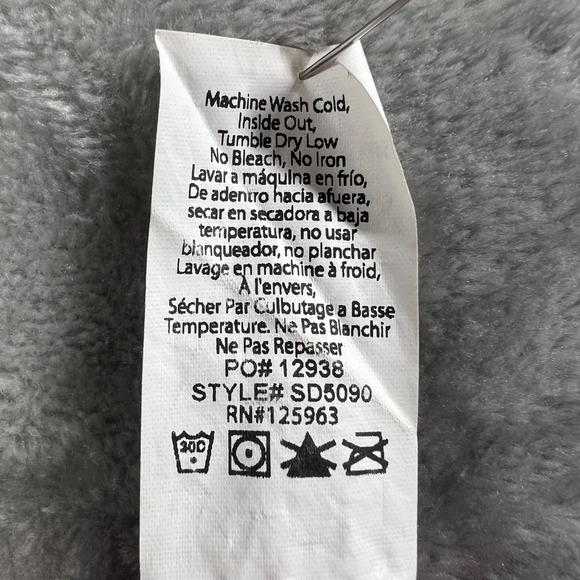 Machine Wash Cold,
Inside Out,
Tumble Dry Low
No Bleach, No Iron
Lavar a máquina en frío,
De adentro hacia afuera,
secar en secadora a baja
temperatura, no usar
blanqueador, no planchar
Lavage en machine à froid,
À l'envers,
Sécher Par Culbutage a Basse
Temperature. Ne Pas Blanchir
Ne Pas Repasser
PO# 12938
STYLE# SD5090
RN#125963
30C